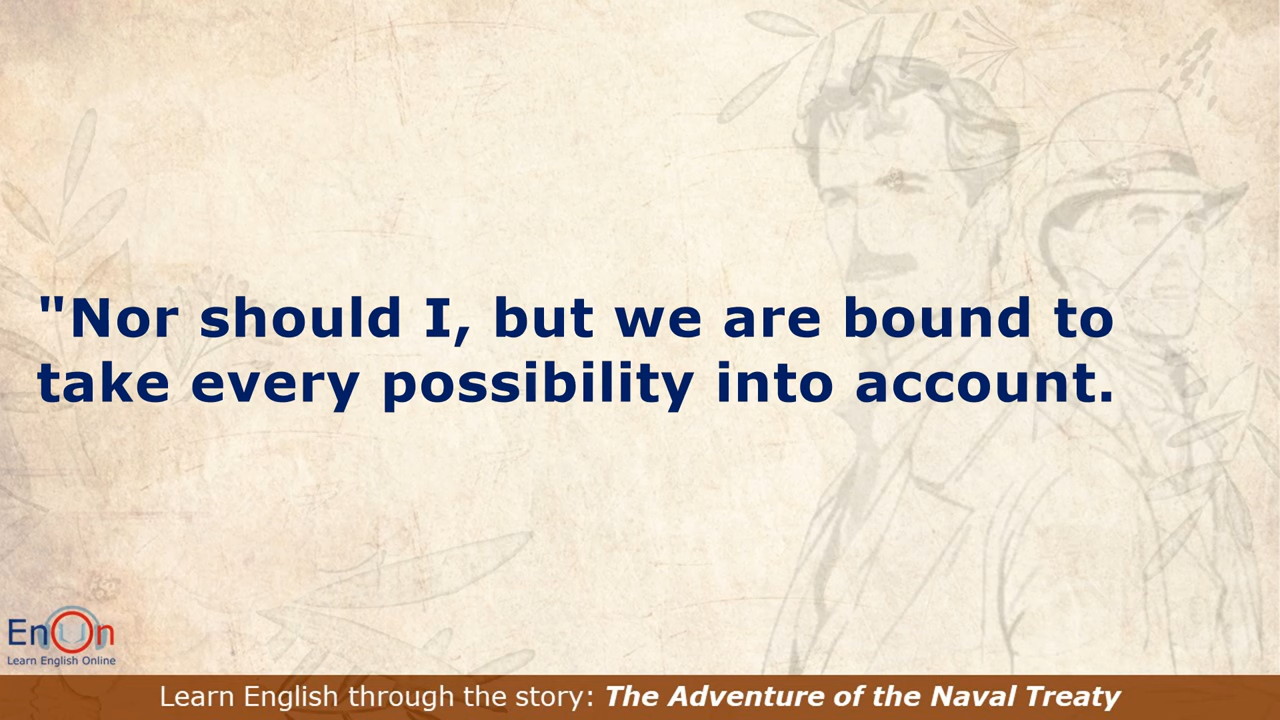 "Nor should I, but we are bound to
take every possibility into account.
EnOn
Learn English Online
Learn English through the story: The Adventure of the Naval Treaty